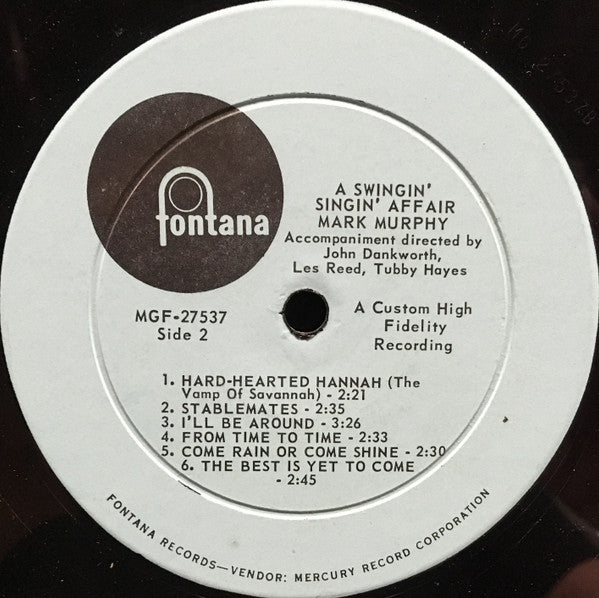 fontana
A SWINGIN'
SINGIN' AFFAIR
MARK MURPHY
Accompaniment directed by
John Dankworth,
Les Reed, Tubby Hayes
MGF-27537
Side 2
A Custom High
Fidelity
Recording
1. HARD-HEARTED HANNAH (The
Vamp Of Savannah) - 2:21
2. STABLEMATES - 2:35
3. I'LL BE AROUND - 3:26
4. FROM TIME TO TIME - 2:33
5. COME RAIN OR COME SHINE - 2:30
6. THE BEST IS YET TO COME
- 2:45
FONTANA RECORDS—VENDOR: MERCURY RECORD CORPORATION